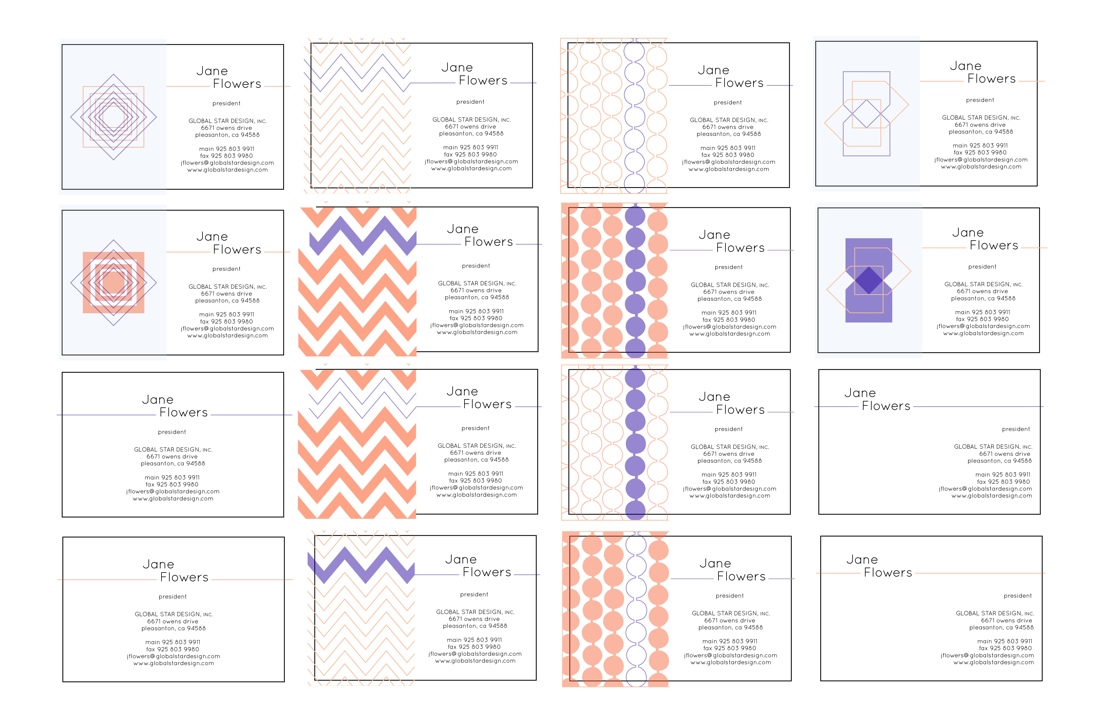 Jane
Flowers
president
GLOBAL STAR DESIGN, INC.
6671 owens drive
pleasanton, ca 94588
main 925 803 9911
fax 925 803 9980
jflowers@globalstardesign.com
www.globalstardesign.com
Jane
Flowers
president
GLOBAL STAR DESIGN, INC.
6671 owens drive
pleasanton, ca 94588
main 925 803 9911
fax 925 803 9980
jflowers@globalstardesign.com
www.globalstardesign.com
Jane
Flowers
president
GLOBAL STAR DESIGN, INC.
6671 owens drive
pleasanton, ca 94588
main 925 803 9911
fax 925 803 9980
jflowers@globalstardesign.com
www.globalstardesign.com
Jane
Flowers
president
GLOBAL STAR DESIGN, INC.
6671 owens drive
pleasanton, ca 94588
main 925 803 9911
fax 925 803 9980
jflowers@globalstardesign.com
www.globalstardesign.com
Jane
Flowers
president
GLOBAL STAR DESIGN, INC.
6671 owens drive
pleasanton, ca 94588
main 925 803 9911
fax 925 803 9980
jflowers@globalstardesign.com
www.globalstardesign.com
Jane
Flowers
president
GLOBAL STAR DESIGN, INC.
6671 owens drive
pleasanton, ca 94588
main 925 803 9911
fax 925 803 9980
jflowers@globalstardesign.com
www.globalstardesign.com
Jane
Flowers
president
GLOBAL STAR DESIGN, INC.
6671 owens drive
pleasanton, ca 94588
main 925 803 9911
fax 925 803 9980
jflowers@globalstardesign.com
www.globalstardesign.com
Jane
Flowers
president
GLOBAL STAR DESIGN, INC.
6671 owens drive
pleasanton, ca 94588
main 925 803 9911
fax 925 803 9980
jflowers@globalstardesign.com
www.globalstardesign.com
Jane
Flowers
president
GLOBAL STAR DESIGN, INC.
6671 owens drive
pleasanton, ca 94588
main 925 803 9911
fax 925 803 9980
jflowers@globalstardesign.com
www.globalstardesign.com
Jane
Flowers
president
GLOBAL STAR DESIGN, INC.
6671 owens drive
pleasanton, ca 94588
main 925 803 9911
fax 925 803 9980
jflowers@globalstardesign.com
www.globalstardesign.com
Jane
Flowers
president
GLOBAL STAR DESIGN, INC.
6671 owens drive
pleasanton, ca 94588
main 925 803 9911
fax 925 803 9980
jflowers@globalstardesign.com
www.globalstardesign.com
Jane
Flowers
president
GLOBAL STAR DESIGN, INC.
6671 owens drive
pleasanton, ca 94588
main 925 803 9911
fax 925 803 9980
jflowers@globalstardesign.com
www.globalstardesign.com
Jane
Flowers
president
GLOBAL STAR DESIGN, INC.
6671 owens drive
pleasanton, ca 94588
main 925 803 9911
fax 925 803 9980
jflowers@globalstardesign.com
www.globalstardesign.com
Jane
Flowers
president
GLOBAL STAR DESIGN, INC.
6671 owens drive
pleasanton, ca 94588
main 925 803 9911
fax 925 803 9980
jflowers@globalstardesign.com
www.globalstardesign.com
Jane
Flowers
president
GLOBAL STAR DESIGN, INC.
6671 owens drive
pleasanton, ca 94588
main 925 803 9911
fax 925 803 9980
jflowers@globalstardesign.com
www.globalstardesign.com
Jane
Flowers
president
GLOBAL STAR DESIGN, INC.
6671 owens drive
pleasanton, ca 94588
main 925 803 9911
fax 925 803 9980
jflowers@globalstardesign.com
www.globalstardesign.com